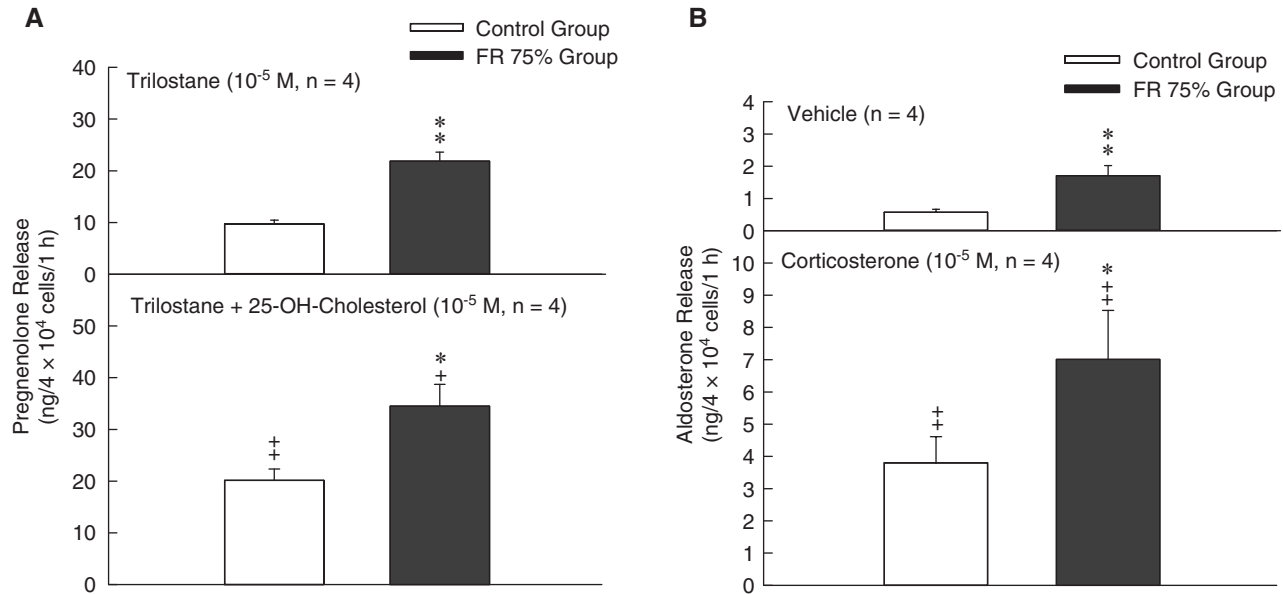 A
Control Group
FR 75% Group
Pregnenolone Release
(ng/4 × 10⁴ cells/1 h)
40
30
20
10
0
Trilostane (10⁻⁵ M, n = 4)
*
*
50
40
30
20
10
0
Trilostane + 25-OH-Cholesterol (10⁻⁵ M, n = 4)
+
+
*
+
B
Control Group
FR 75% Group
Aldosterone Release
(ng/4 × 10⁴ cells/1 h)
4
3
2
1
0
Vehicle (n = 4)
*
*
10
9
8
7
6
5
4
3
2
1
0
Corticosterone (10⁻⁵ M, n = 4)
+
+
*
+
+